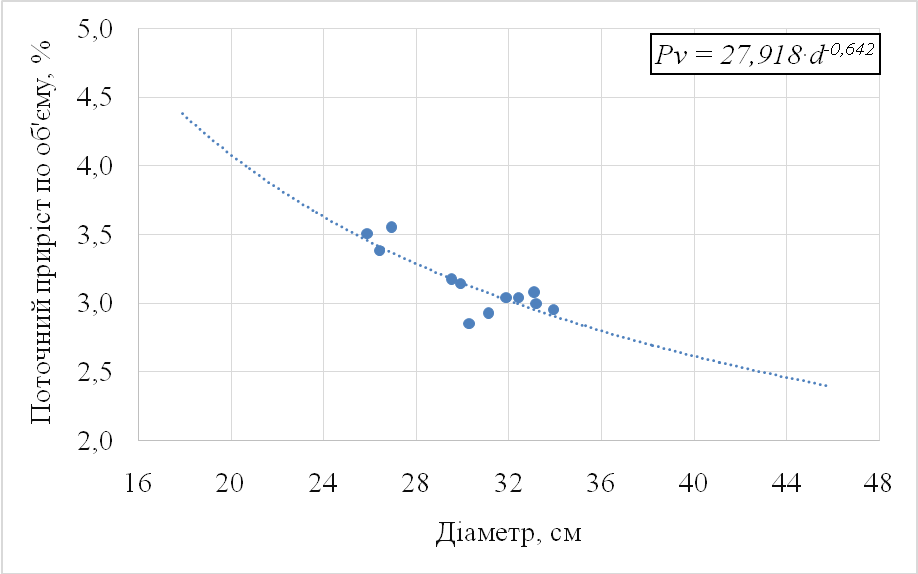 Поточний приріст по об'єму, %
5,0
4,5
4,0
3,5
3,0
2,5
2,0
Pv = 27,918·d^-0,642
16 20 24 28 32 36 40 44 48
Діаметр, см